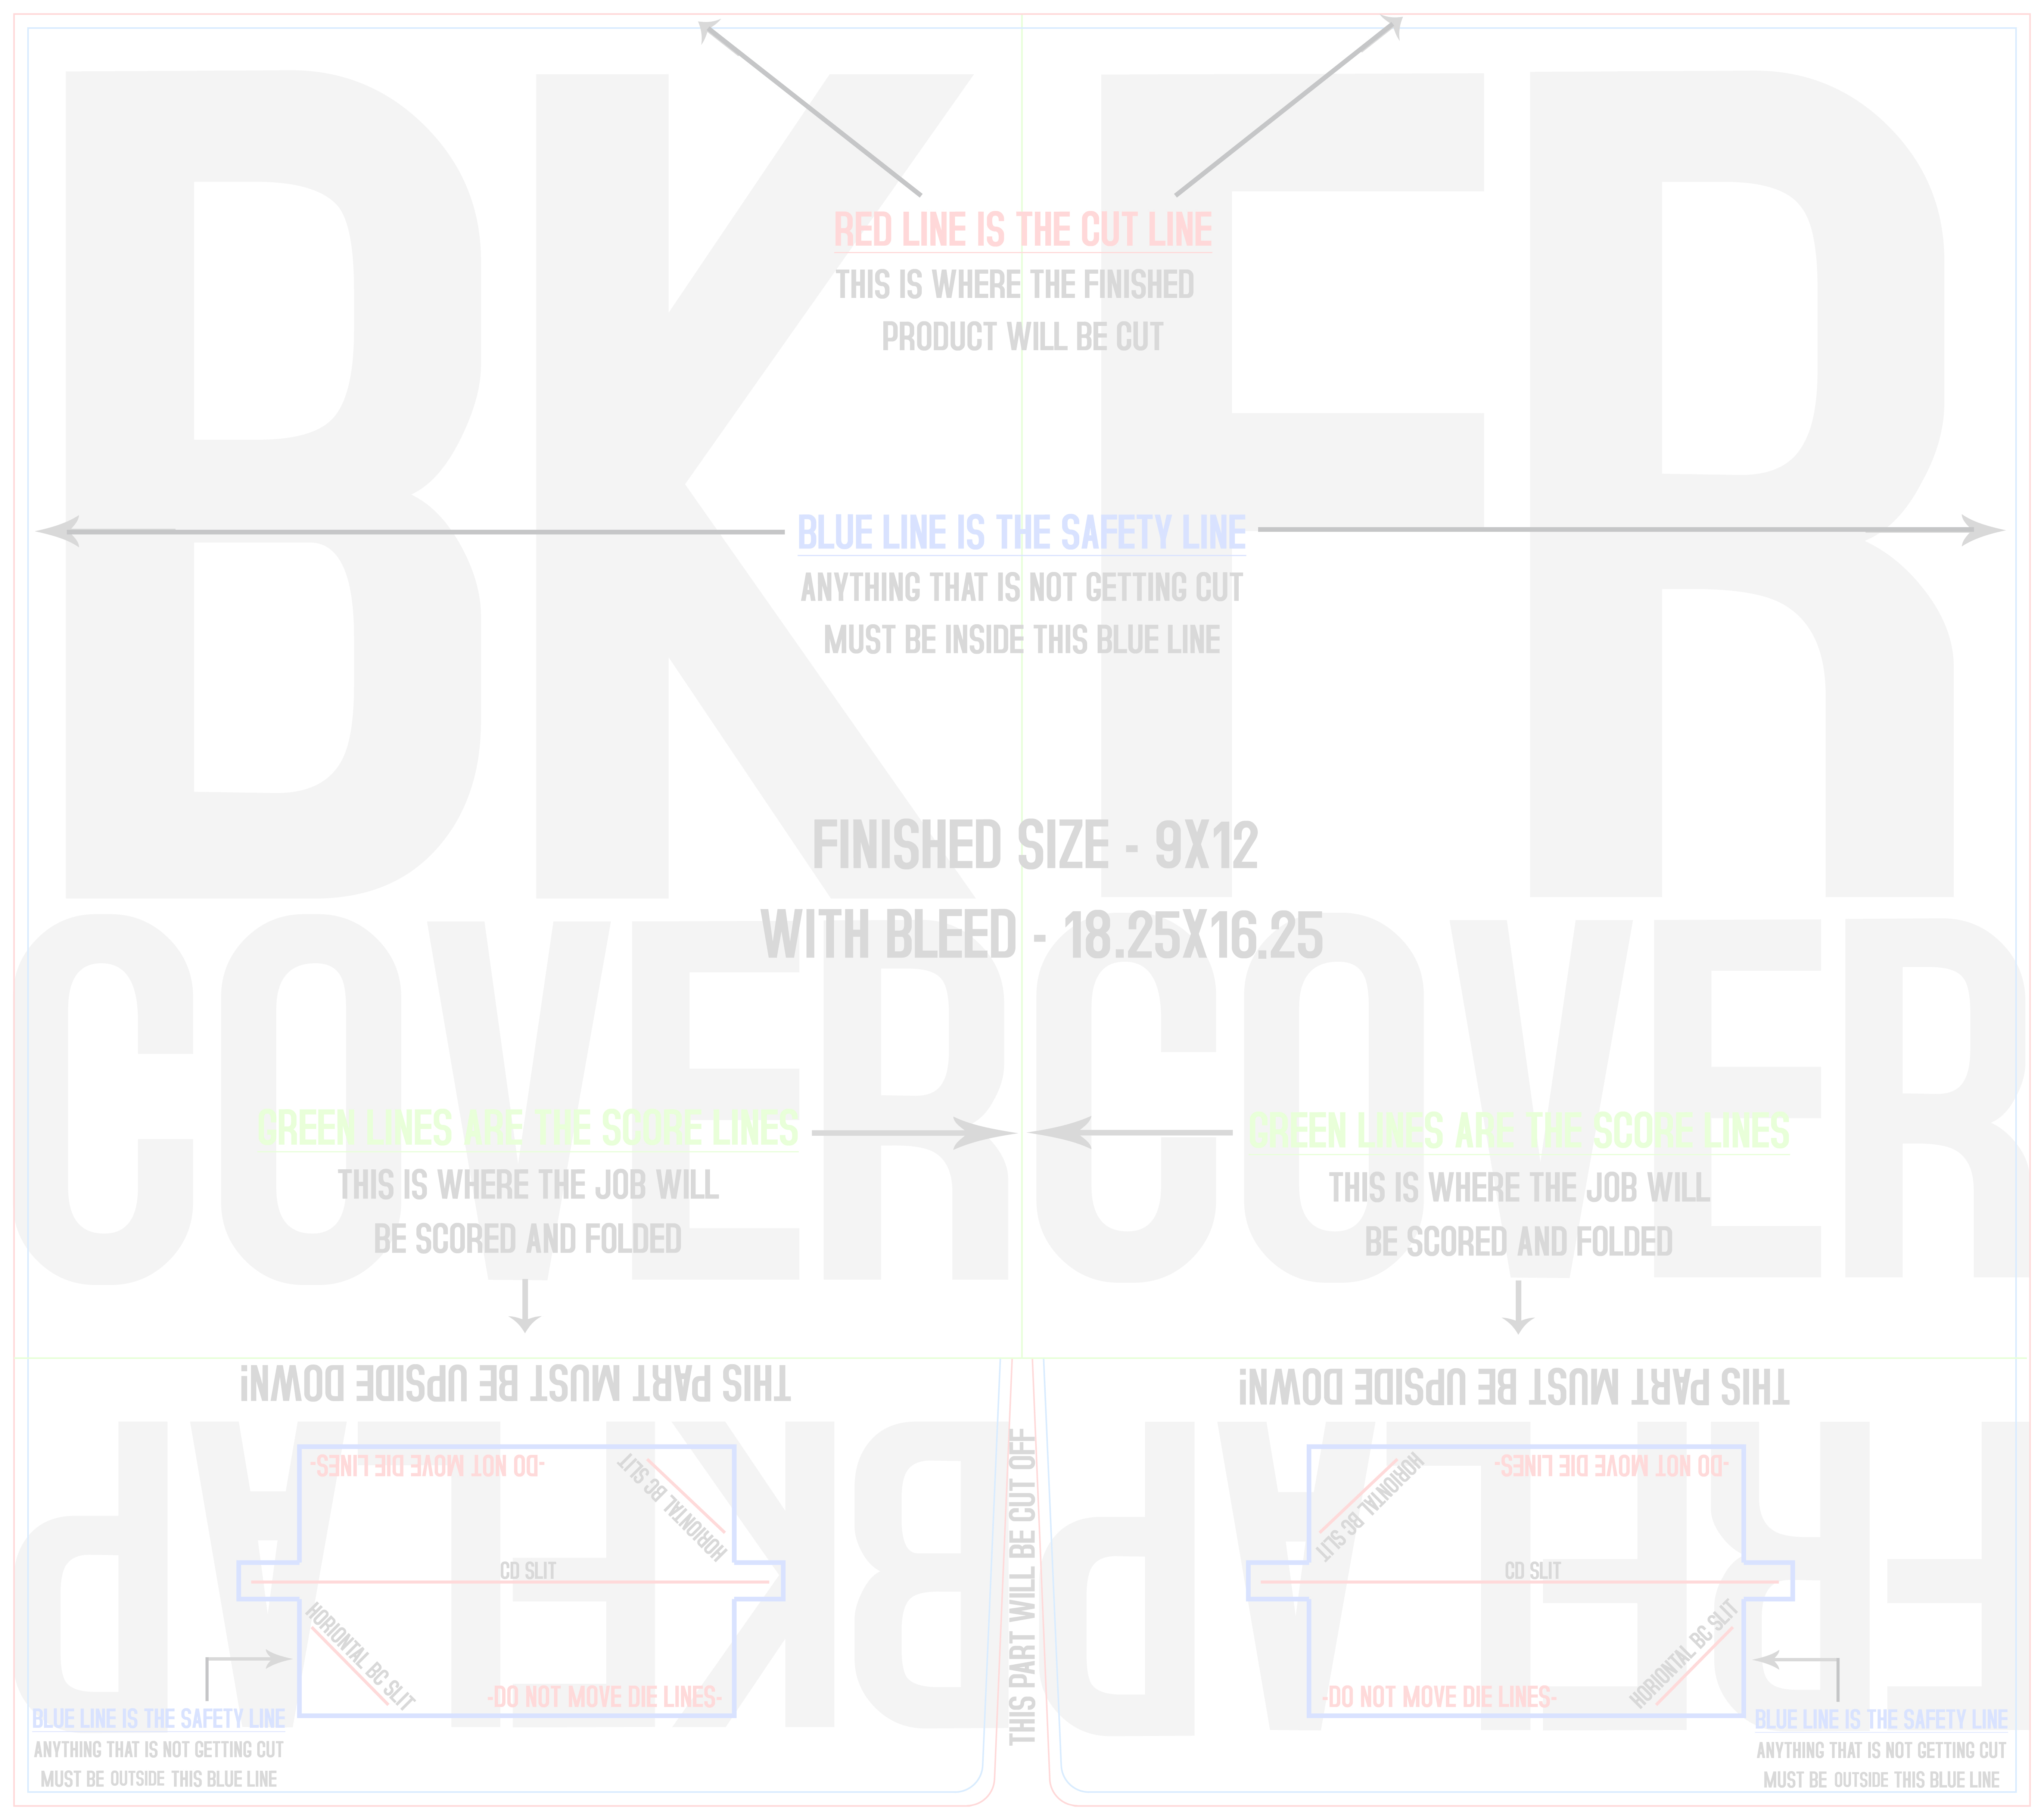 BK FR
COVER COVER
RED LINE IS THE CUT LINE
THIS IS WHERE THE FINISHED
PRODUCT WILL BE CUT
BLUE LINE IS THE SAFETY LINE
ANYTHING THAT IS NOT GETTING CUT
MUST BE INSIDE THIS BLUE LINE
FINISHED SIZE - 9X12
WITH BLEED - 18.25X16.25
GREEN LINES ARE THE SCORE LINES
THIS IS WHERE THE JOB WILL
BE SCORED AND FOLDED
GREEN LINES ARE THE SCORE LINES
THIS IS WHERE THE JOB WILL
BE SCORED AND FOLDED
THIS PART MUST BE UPSIDE DOWN!
BK FLAP
-DO NOT MOVE DIE LINES-
HORIONTAL BC SLIT
CD SLIT
HORIONTAL BC SLIT
-DO NOT MOVE DIE LINES-
BLUE LINE IS THE SAFETY LINE
ANYTHING THAT IS NOT GETTING CUT
MUST BE OUTSIDE THIS BLUE LINE
THIS PART WILL BE CUT OFF
THIS PART MUST BE UPSIDE DOWN!
FR FLAP
-DO NOT MOVE DIE LINES-
HORIONTAL BC SLIT
CD SLIT
HORIONTAL BC SLIT
-DO NOT MOVE DIE LINES-
BLUE LINE IS THE SAFETY LINE
ANYTHING THAT IS NOT GETTING CUT
MUST BE OUTSIDE THIS BLUE LINE